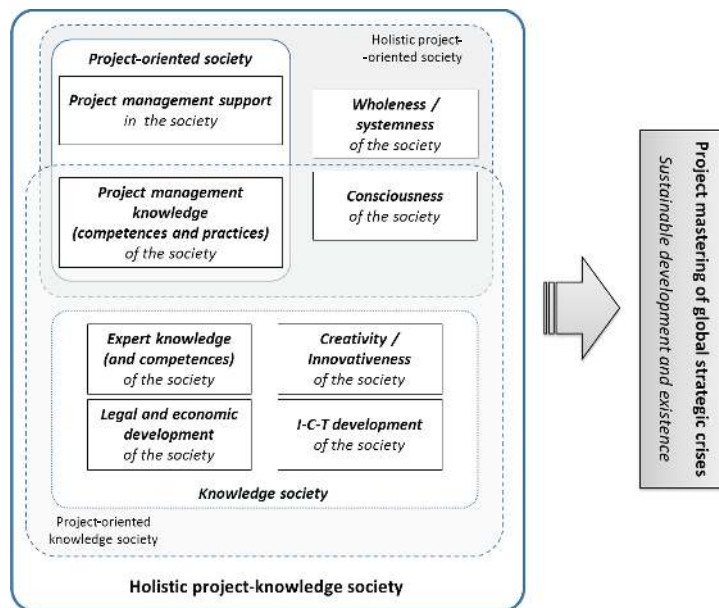 Holistic project-
-oriented society
Project-oriented society
Project management support
in the society
Wholeness /
systemness
of the society
Project management
knowledge
(competences and practices)
of the society
Consciousness
of the society
Expert knowledge
(and competences)
of the society
Creativity /
Innovativeness
of the society
Legal and economic
development
of the society
I-C-T development
of the society
Knowledge society
Project-oriented
knowledge society
Holistic project-knowledge society
Project mastering of global strategic crises
Sustainable development and existence